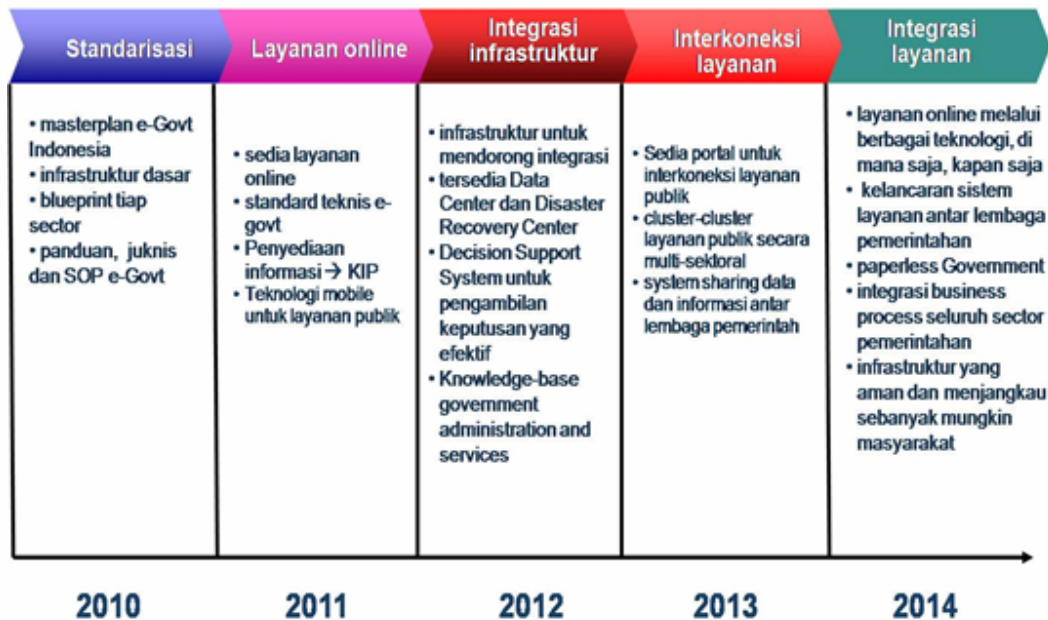 Standarisasi
Layanan online
Integrasi
infrastruktur
Interkoneksi
layanan
Integrasi
layanan
• masterplan e-Govt
Indonesia
• infrastruktur dasar
• blueprint tiap
sector
• panduan, juknis
dan SOP e-Govt
• sedia layanan
online
• standard teknis e-
govt
• Penyediaan
informasi → KIP
• Teknologi mobile
untuk layanan publik
• infrastruktur untuk
mendorong integrasi
• tersedia Data
Center dan Disaster
Recovery Center
• Decision Support
System untuk
pengambilan
keputusan yang
efektif
• Knowledge-base
government
administration and
services
• Sedia portal untuk
interkoneksi layanan
publik
• cluster-cluster
layanan publik secara
multi-sektoral
• system sharing data
dan informasi antar
lembaga pemerintah
• layanan online melalui
berbagai teknologi, di
mana saja, kapan saja
• kelancaran sistem
layanan antar lembaga
pemerintahan
• paperless Government
• integrasi business
process seluruh sector
pemerintahan
• infrastruktur yang
aman dan menjangkau
sebanyak mungkin
masyarakat
2010
2011
2012
2013
2014